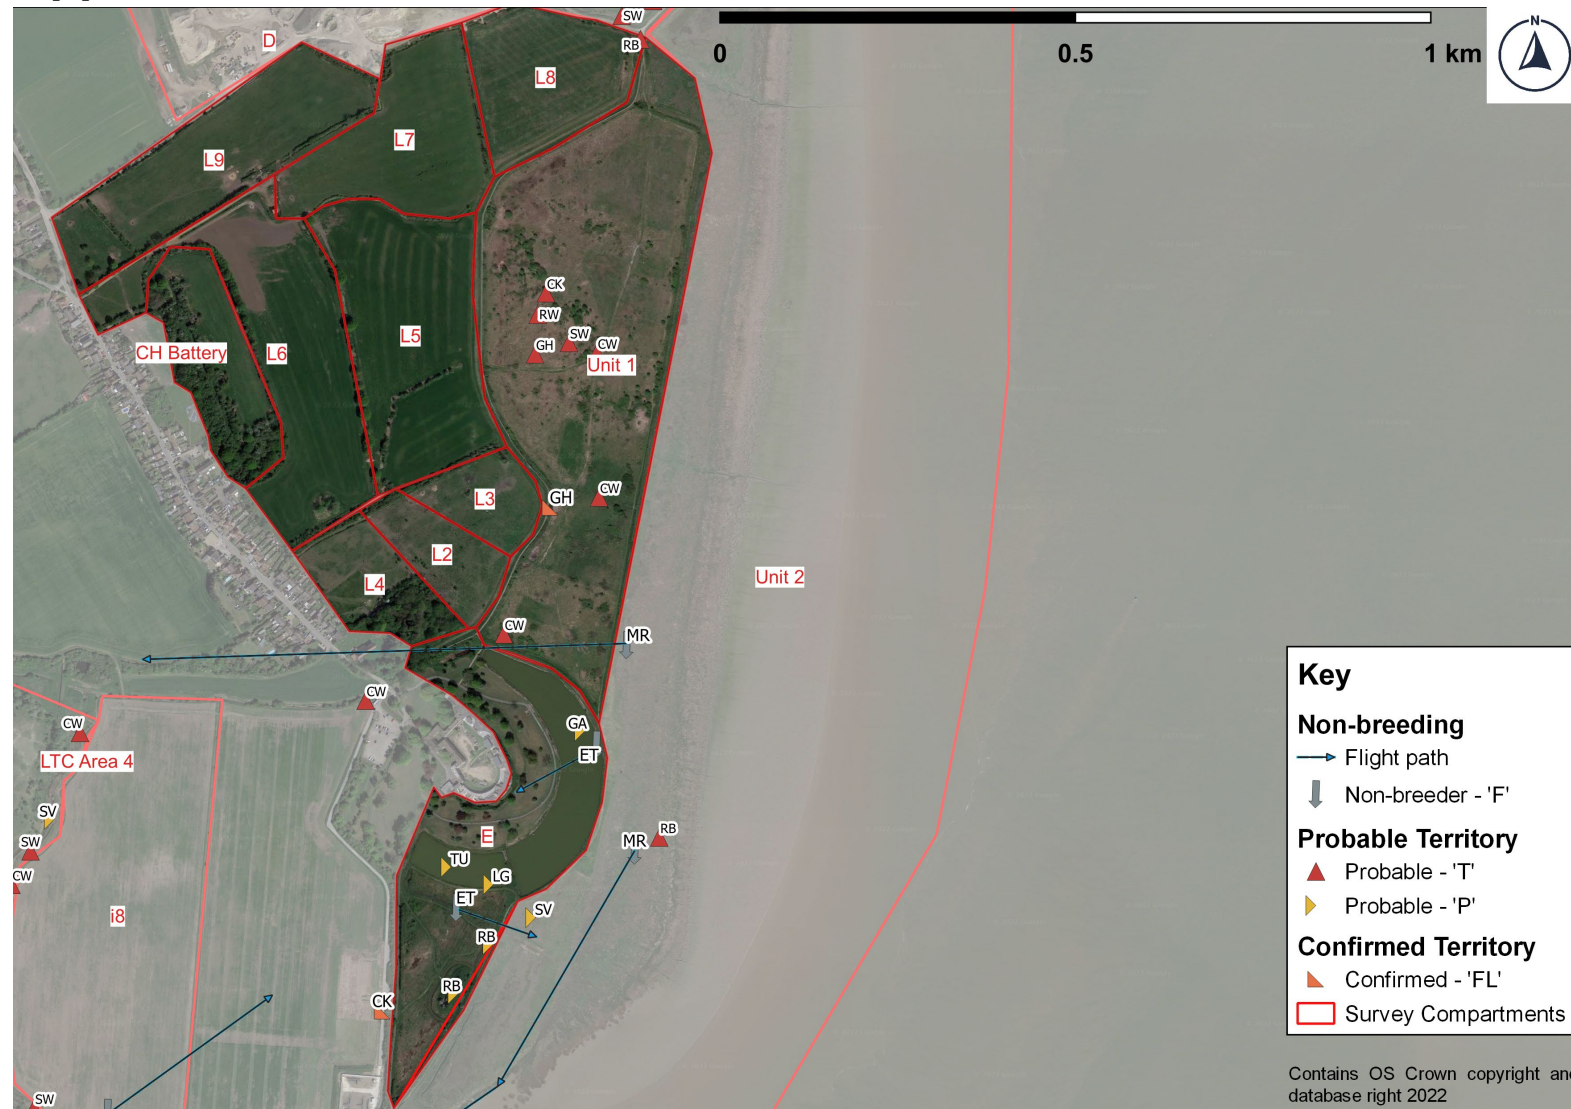 N
SW
D
RB
0
0.5
1 km
L8
L7
L9
CK
RW
SW
GH
CW
Unit 1
L5
CH Battery
L6
L3
GH
CW
L2
Unit 2
L4
CW
MR
CW
CW
GA
LTC Area 4
ET
SV
SW
E
MR
RB
TU
CW
LG
ET
SV
i8
RB
RB
CK
SW
Key
Non-breeding
Flight path
Non-breeder - 'F'
Probable Territory
Probable - 'T'
Probable - 'P'
Confirmed Territory
Confirmed - 'FL'
Survey Compartments
Contains OS Crown copyright an
database right 2022